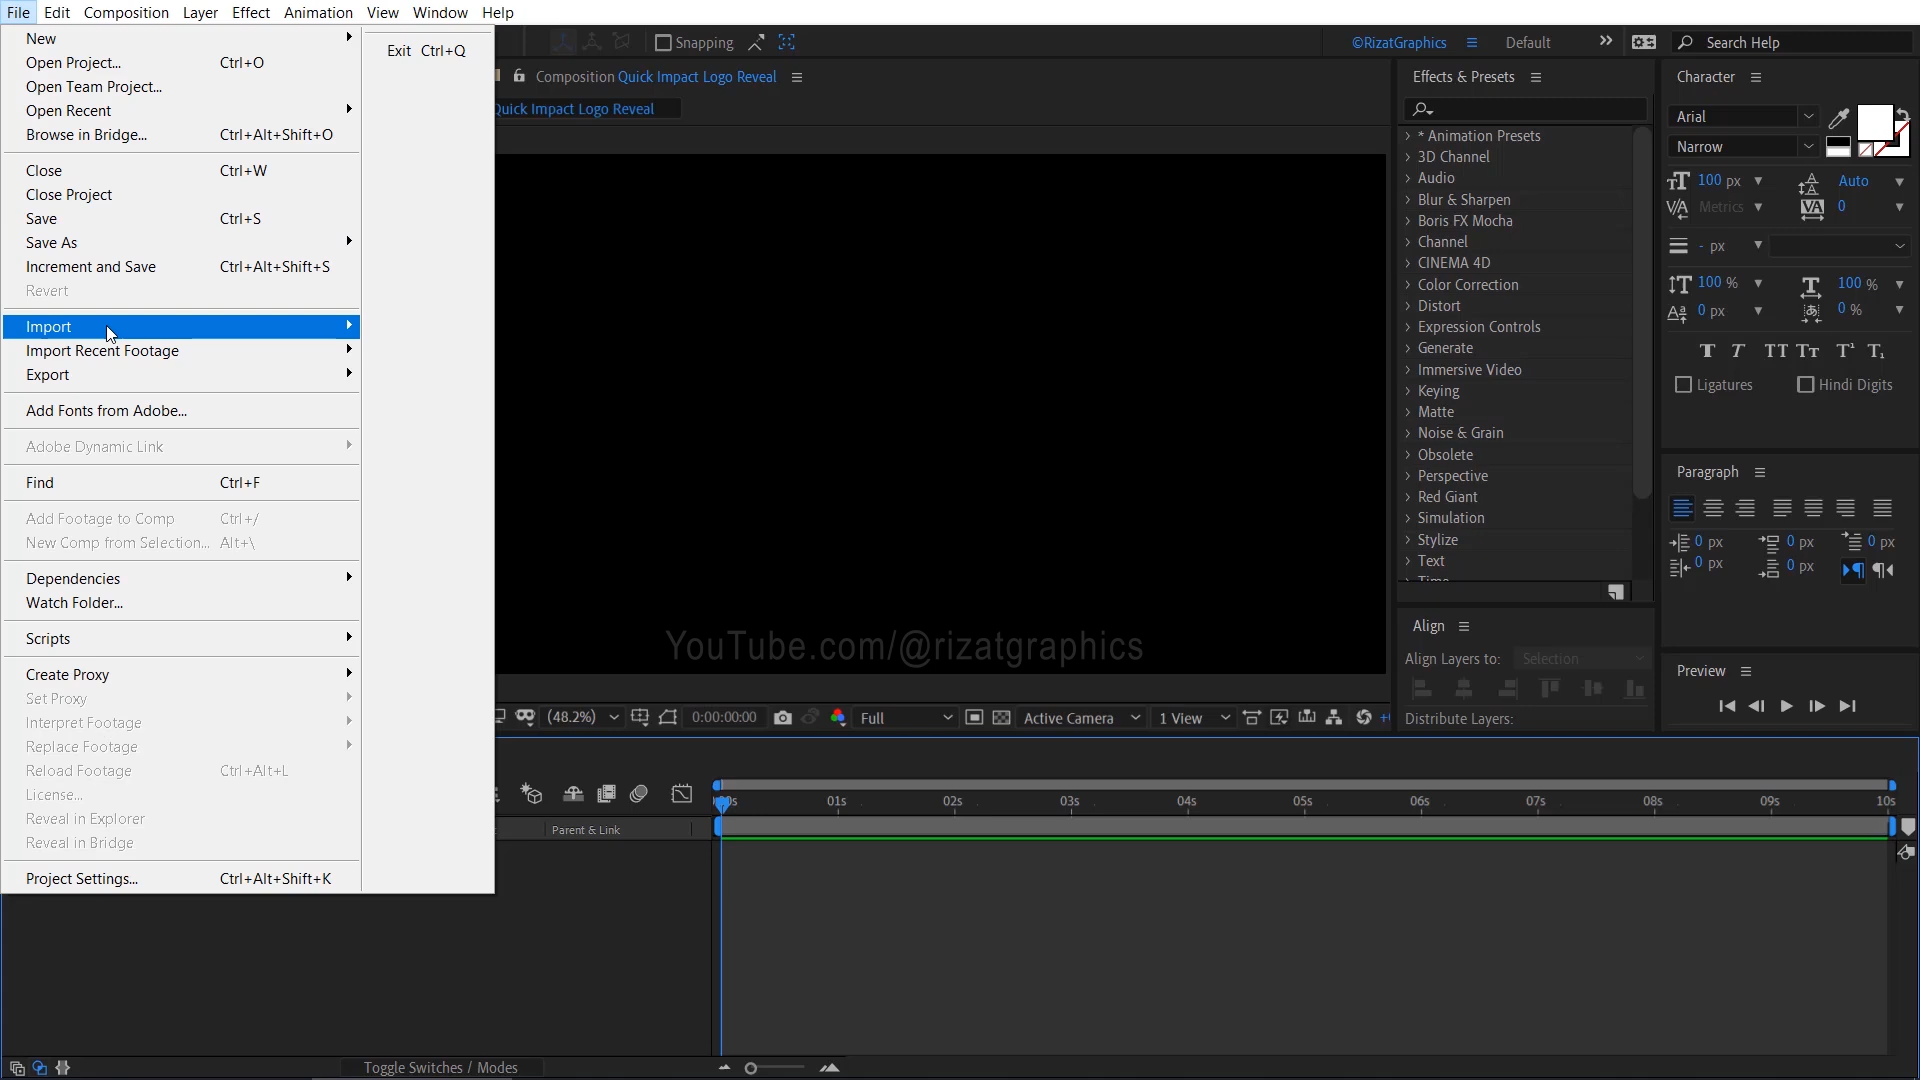 File Edit Composition Layer Effect Animation View Window Help
New
Open Project... Ctrl+O
Open Team Project...
Open Recent
Browse in Bridge... Ctrl+Alt+Shift+O
Close Ctrl+W
Close Project
Save Ctrl+S
Save As
Increment and Save Ctrl+Alt+Shift+S
Revert
Import
Import Recent Footage
Export
Add Fonts from Adobe...
Adobe Dynamic Link
Find Ctrl+F
Add Footage to Comp Ctrl+/
New Comp from Selection... Alt+\
Dependencies
Watch Folder...
Scripts
Create Proxy
Set Proxy
Interpret Footage
Replace Footage
Reload Footage Ctrl+Alt+L
License...
Reveal in Explorer
Reveal in Bridge
Project Settings... Ctrl+Alt+Shift+K
Exit Ctrl+Q
Snapping
©RizatGraphics Default Search Help
Composition Quick Impact Logo Reveal
Quick Impact Logo Reveal
YouTube.com/@rizatgraphics
(48.2%) 0:00:00:00 Full Active Camera 1 View
Effects & Presets
* Animation Presets
3D Channel
Audio
Blur & Sharpen
Boris FX Mocha
Channel
CINEMA 4D
Color Correction
Distort
Expression Controls
Generate
Immersive Video
Keying
Matte
Noise & Grain
Obsolete
Perspective
Red Giant
Simulation
Stylize
Text
Align
Align Layers to: Selection
Distribute Layers:
Character
Arial
Narrow
100 px Auto
Metrics 0
- px
100 % 100 %
0 px 0 %
T T TT Tt T¹ T₁
Ligatures Hindi Digits
Paragraph
0 px 0 px 0 px
0 px 0 px
Preview
01s 02s 03s 04s 05s 06s 07s 08s 09s 10s
Parent & Link
Toggle Switches / Modes